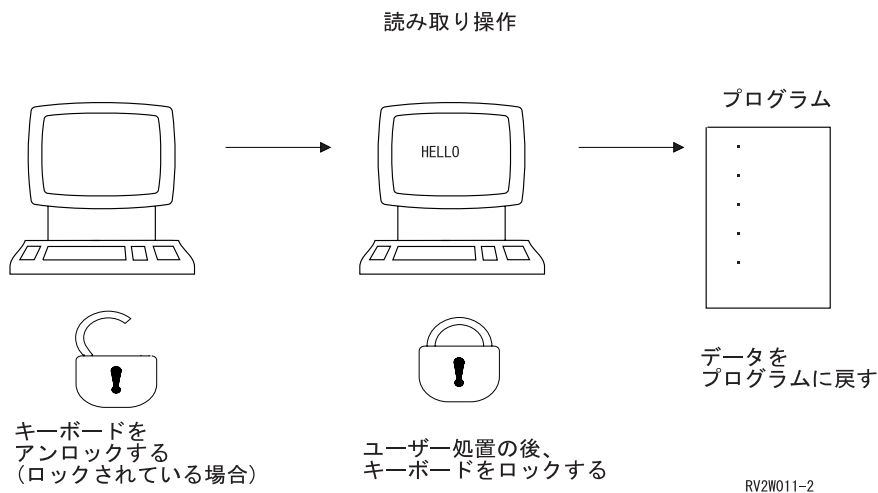 読み取り操作
プログラム
HELLO
キーボードを
アンロックする
(ロックされている場合)
ユーザー処置の後、
キーボードをロックする
データを
プログラムに戻す
RV2W011-2